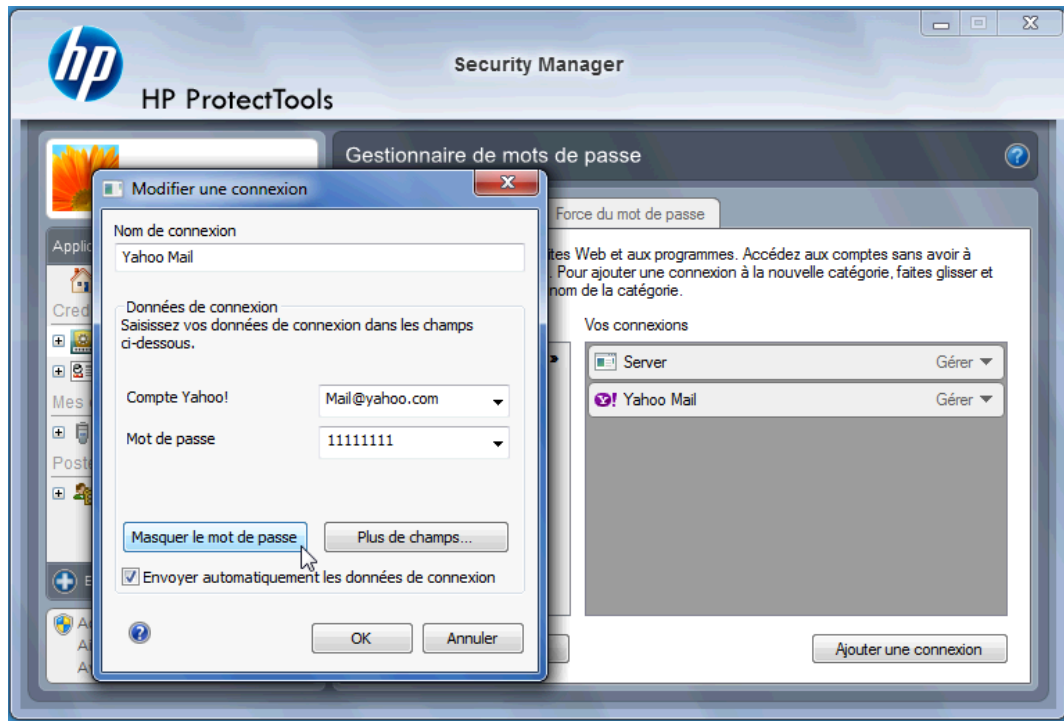 hp
HP ProtectTools
Security Manager
Gestionnaire de mots de passe
Modifier une connexion
Nom de connexion
Yahoo Mail
Données de connexion
Saisissez vos données de connexion dans les champs
ci-dessous.
Compte Yahoo!
Mail@yahoo.com
Mot de passe
11111111
Masquer le mot de passe
Plus de champs...
Envoyer automatiquement les données de connexion
OK
Annuler
Force du mot de passe
Web et aux programmes. Accédez aux comptes sans avoir à
. Pour ajouter une connexion à la nouvelle catégorie, faites glisser et
nom de la catégorie.
Vos connexions
Server
Gérer
Yahoo Mail
Gérer
Ajouter une connexion
Mes